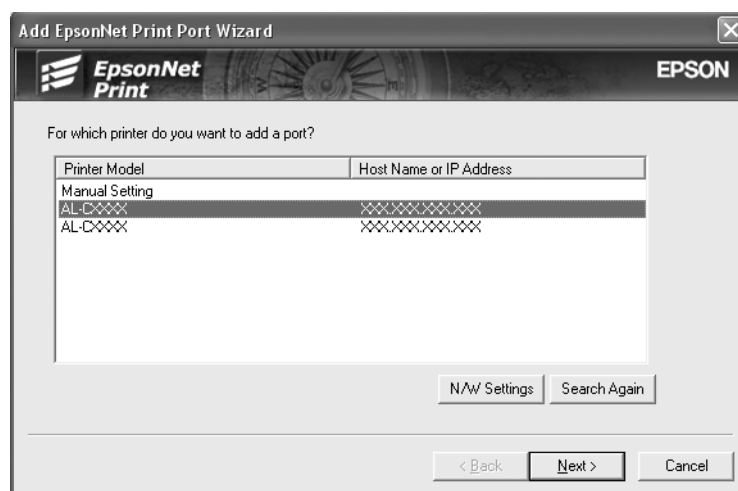 Add EpsonNet Print Port Wizard
EpsonNet
Print
EPSON
For which printer do you want to add a port?
Printer Model Host Name or IP Address
Manual Setting
AL-CXXXX XXX.XXX.XXX.XXX
AL-CXXXX XXX.XXX.XXX.XXX
N/W Settings Search Again
< Back Next > Cancel